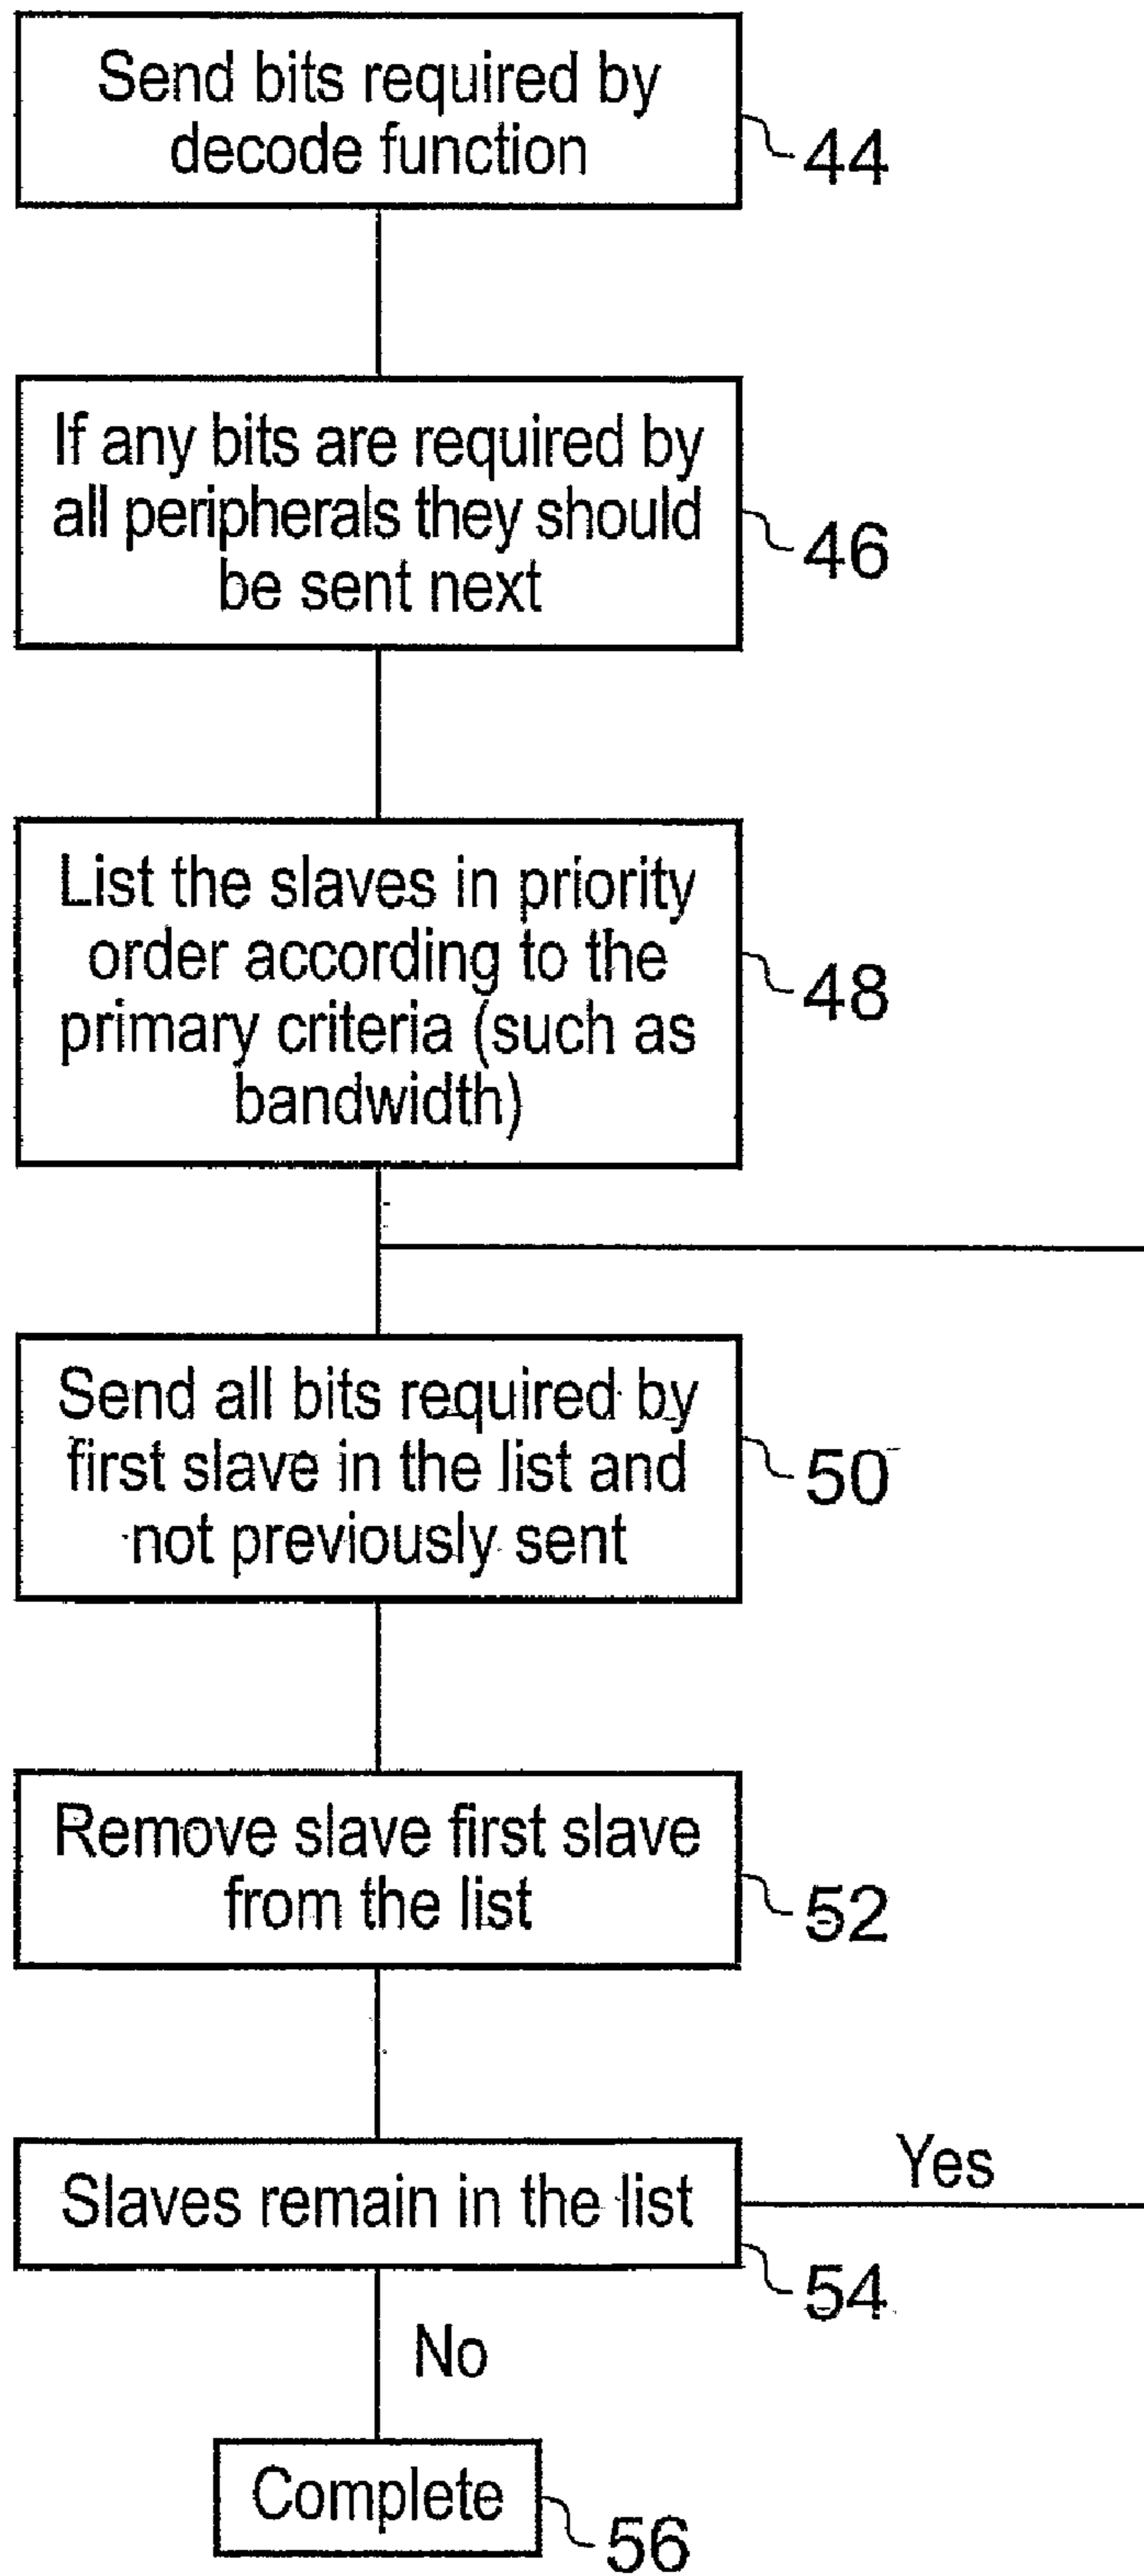 Send bits required by
decode function
44
If any bits are required by
all peripherals they should
be sent next
46
List the slaves in priority
order according to the
primary criteria (such as
bandwidth)
48
Send all bits required by
first slave in the list and
not previously sent
50
Remove slave first slave
from the list
52
Slaves remain in the list
Yes
54
No
Complete
56